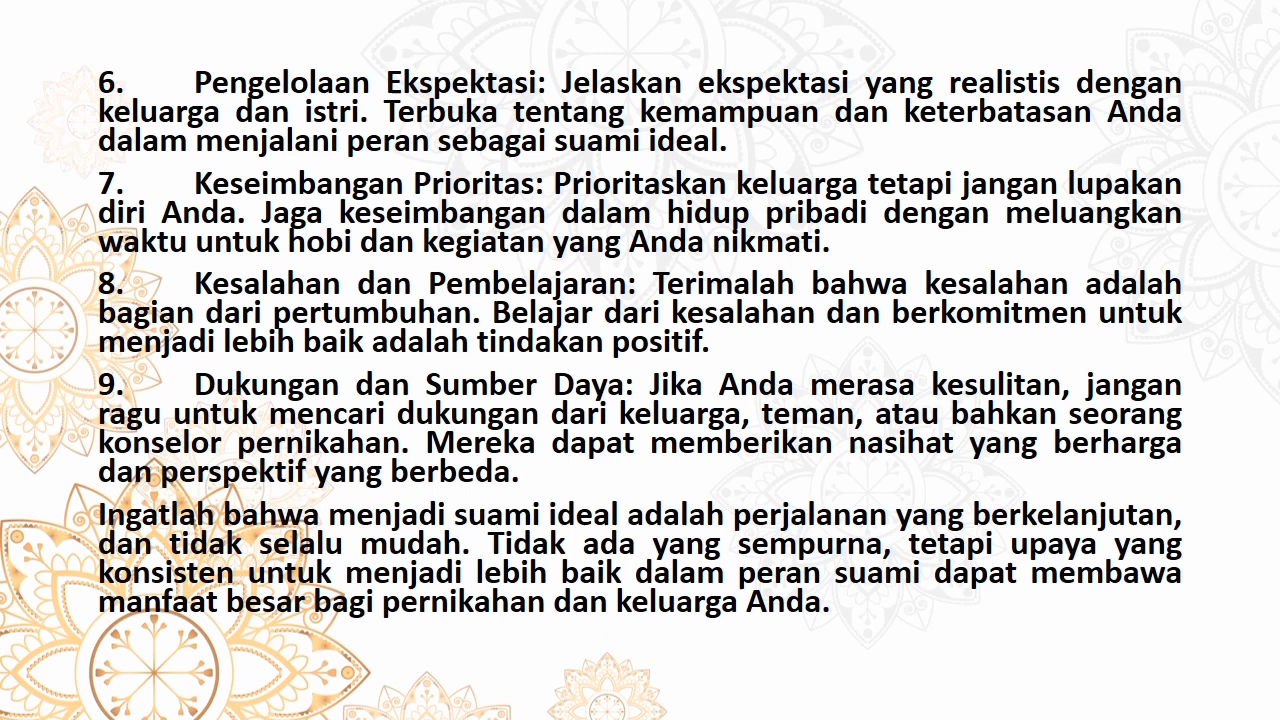 6. Pengelolaan Ekspektasi: Jelaskan ekspektasi yang realistis dengan
keluarga dan istri. Terbuka tentang kemampuan dan keterbatasan Anda
dalam menjalani peran sebagai suami ideal.
7. Keseimbangan Prioritas: Prioritaskan keluarga tetapi jangan lupakan
diri Anda. Jaga keseimbangan dalam hidup pribadi dengan meluangkan
waktu untuk hobi dan kegiatan yang Anda nikmati.
8. Kesalahan dan Pembelajaran: Terimalah bahwa kesalahan adalah
bagian dari pertumbuhan. Belajar dari kesalahan dan berkomitmen untuk
menjadi lebih baik adalah tindakan positif.
9. Dukungan dan Sumber Daya: Jika Anda merasa kesulitan, jangan
ragu untuk mencari dukungan dari keluarga, teman, atau bahkan seorang
konselor pernikahan. Mereka dapat memberikan nasihat yang berharga
dan perspektif yang berbeda.
Ingatlah bahwa menjadi suami ideal adalah perjalanan yang berkelanjutan,
dan tidak selalu mudah. Tidak ada yang sempurna, tetapi upaya yang
konsisten untuk menjadi lebih baik dalam peran suami dapat membawa
manfaat besar bagi pernikahan dan keluarga Anda.